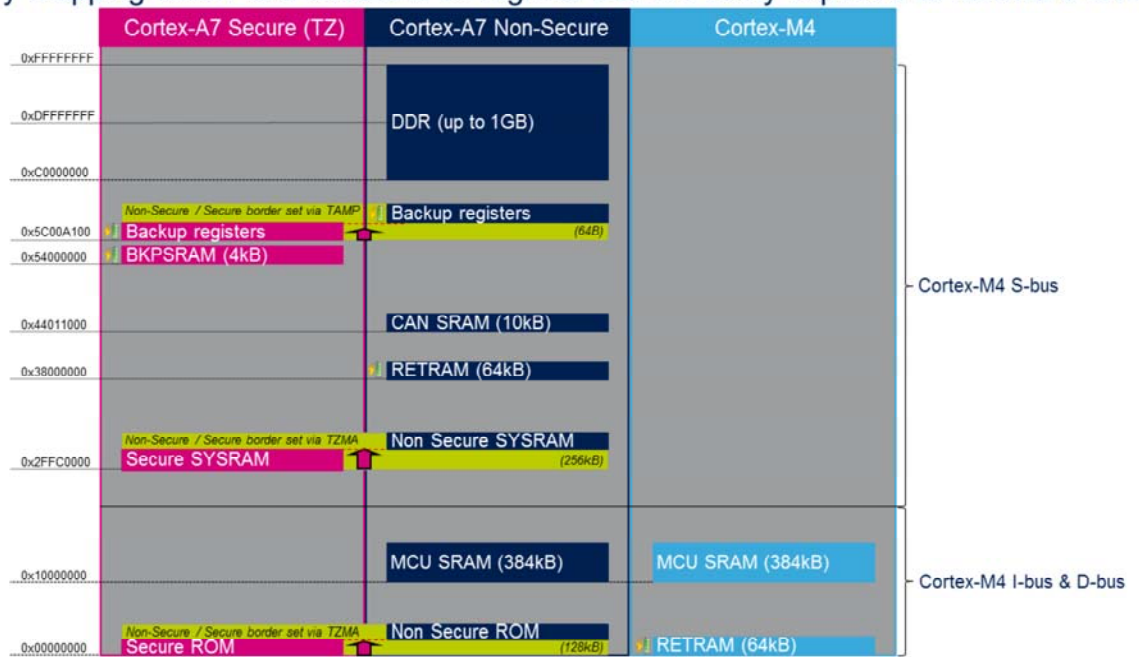 Cortex-A7 Secure (TZ) Cortex-A7 Non-Secure Cortex-M4
0xFFFFFFFF
0xDFFFFFFF DDR (up to 1GB)
0xC0000000
Non-Secure / Secure border set via TAMP Backup registers
0x5C00A100 Backup registers (64B)
0x54000000 BKPSRAM (4kB)
Cortex-M4 S-bus
0x44011000 CAN SRAM (10kB)
0x38000000 RETRAM (64kB)
Non-Secure / Secure border set via TZMA Non Secure SYSRAM
0x2FFC0000 Secure SYSRAM (256kB)
MCU SRAM (384kB) MCU SRAM (384kB)
0x10000000 Cortex-M4 I-bus & D-bus
Non-Secure / Secure border set via TZMA Non Secure ROM
0x00000000 Secure ROM (128kB) RETRAM (64kB)